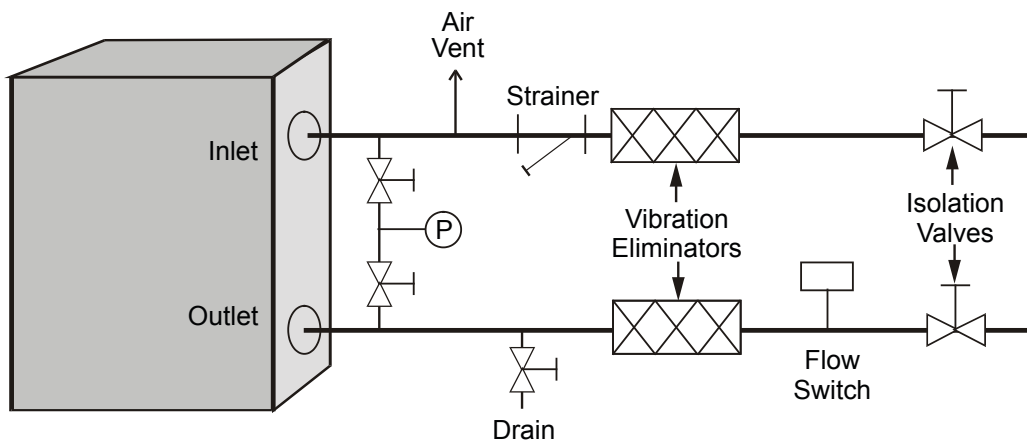 Air
Vent
Strainer
Inlet
P
Vibration
Eliminators
Isolation
Valves
Outlet
Flow
Switch
Drain